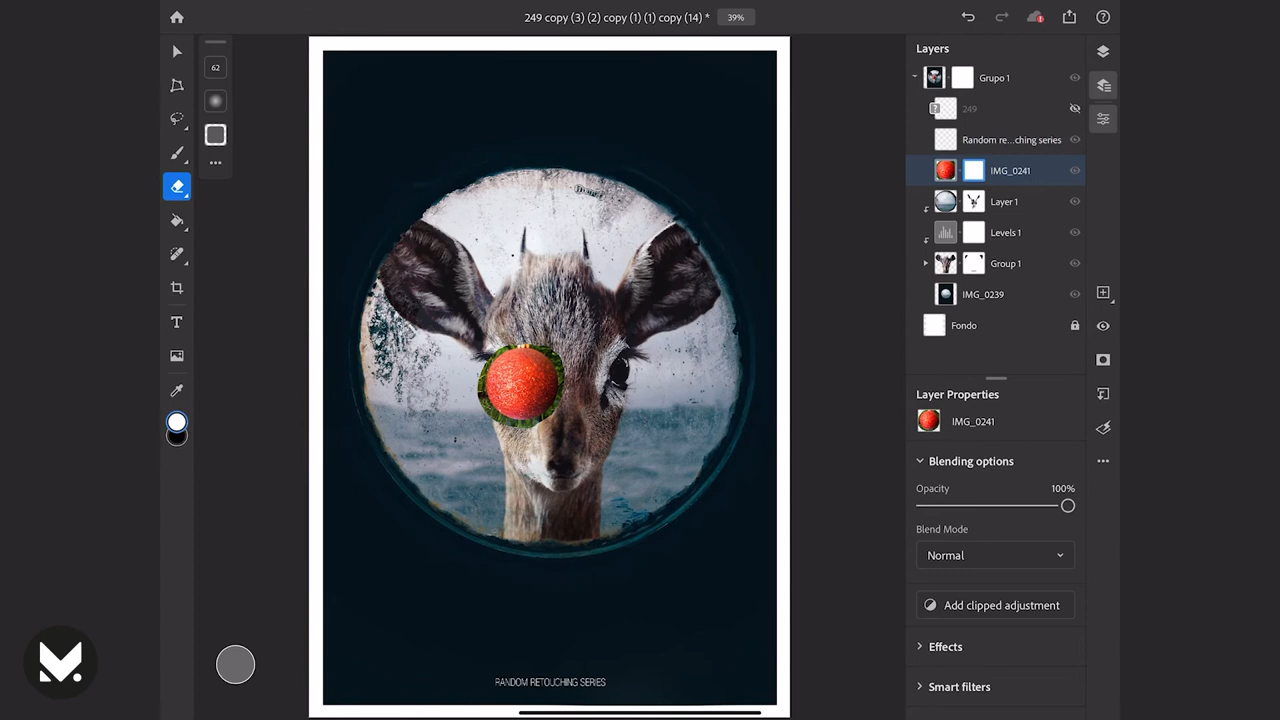 249 copy (3) (2) copy (1) (1) copy (14) *
39%
62
Layers
Grupo 1
249
Random re...ching series
IMG_0241
Layer 1
Levels 1
Group 1
IMG_0239
Fondo
Layer Properties
IMG_0241
Blending options
Opacity
100%
Blend Mode
Normal
Add clipped adjustment
Effects
Smart filters
RANDOM RETOUCHING SERIES